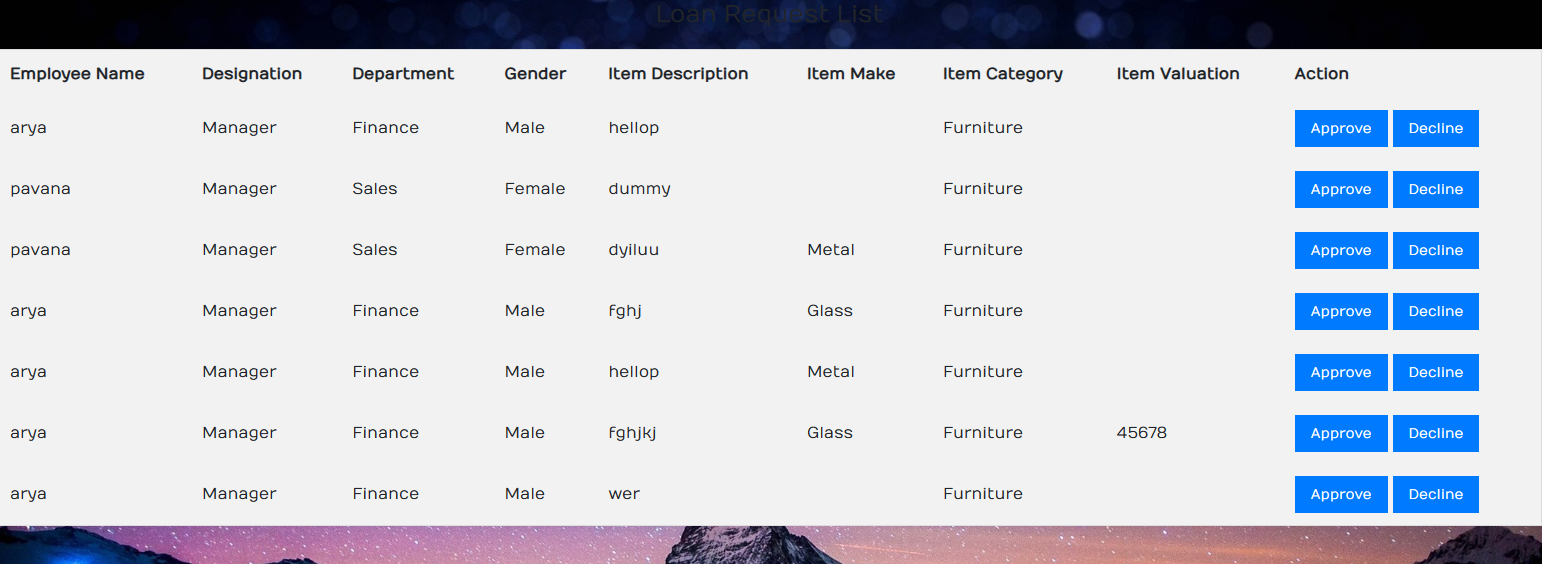 Loan Request List
Employee Name Designation Department Gender Item Description Item Make Item Category Item Valuation Action
arya Manager Finance Male hellop Furniture Approve Decline
pavana Manager Sales Female dummy Furniture Approve Decline
pavana Manager Sales Female dyiluu Metal Furniture Approve Decline
arya Manager Finance Male fghj Glass Furniture Approve Decline
arya Manager Finance Male hellop Metal Furniture Approve Decline
arya Manager Finance Male fghjkj Glass Furniture 45678 Approve Decline
arya Manager Finance Male wer Furniture Approve Decline